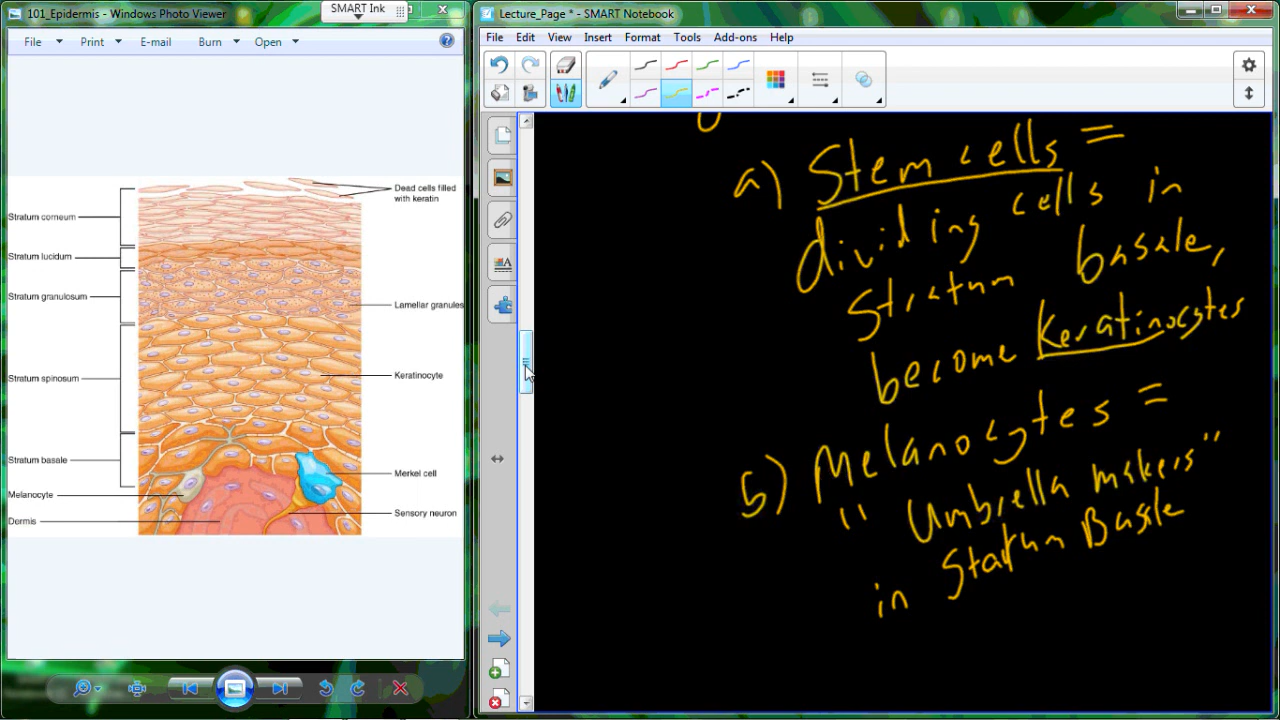 101_Epidermis - Windows Photo Viewer
SMART Ink
File Print E-mail Burn Open
Dead cells filled
with keratin
Stratum corneum
Stratum lucidum
Stratum granulosum
Lamellar granules
Keratinocyte
Stratum spinosum
Stratum basale
Merkel cell
Melanocyte
Sensory neuron
Dermis
Lecture_Page * - SMART Notebook
File Edit View Insert Format Tools Add-ons Help
a) Stem cells =
dividing cells in
Stratum basale,
become Keratinocytes
b) Melanocytes =
" Umbrella makers "
in Stratum Basale